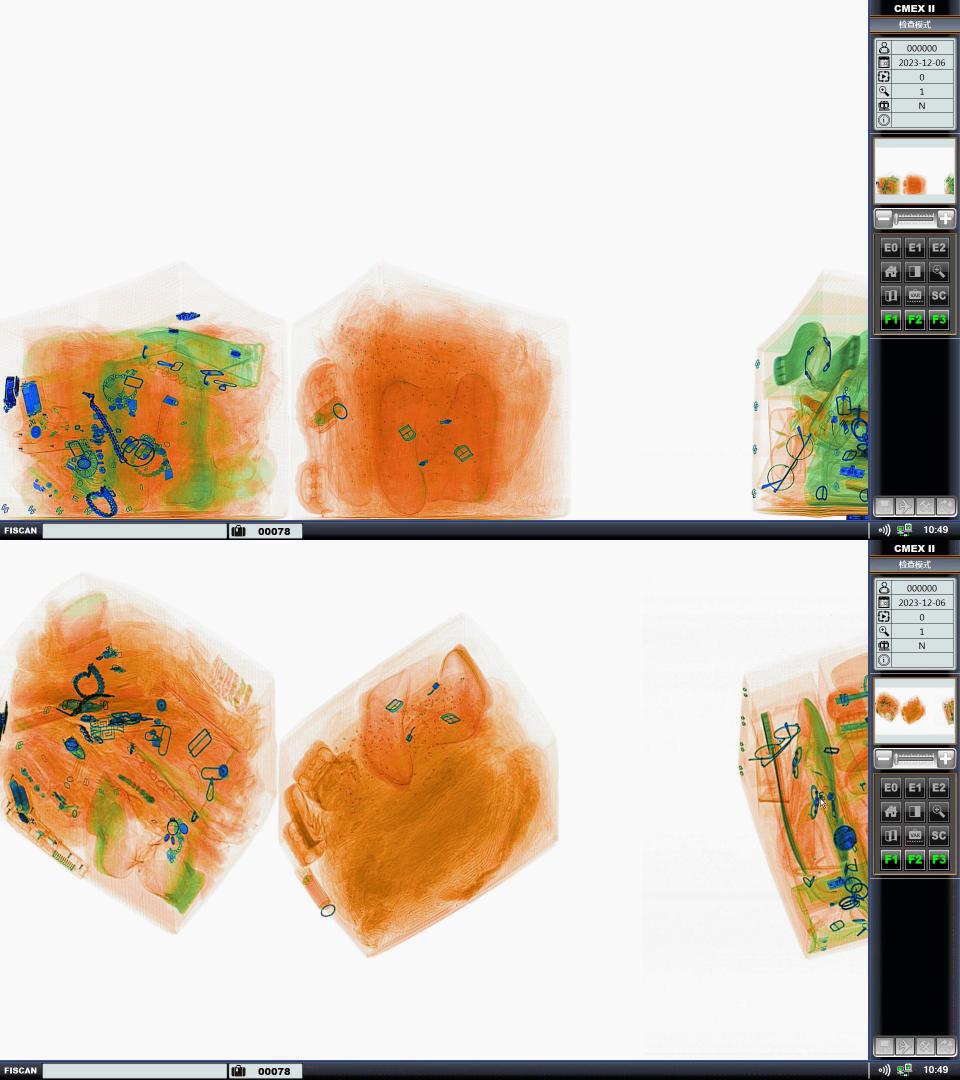 CMEX II
检查模式
000000
2023-12-06
0
1
N
E0 E1 E2
VAR SC
F1 F2 F3
FISCAN 00078 10:49
CMEX II
检查模式
000000
2023-12-06
0
1
N
E0 E1 E2
VAR SC
F1 F2 F3
FISCAN 00078 10:49